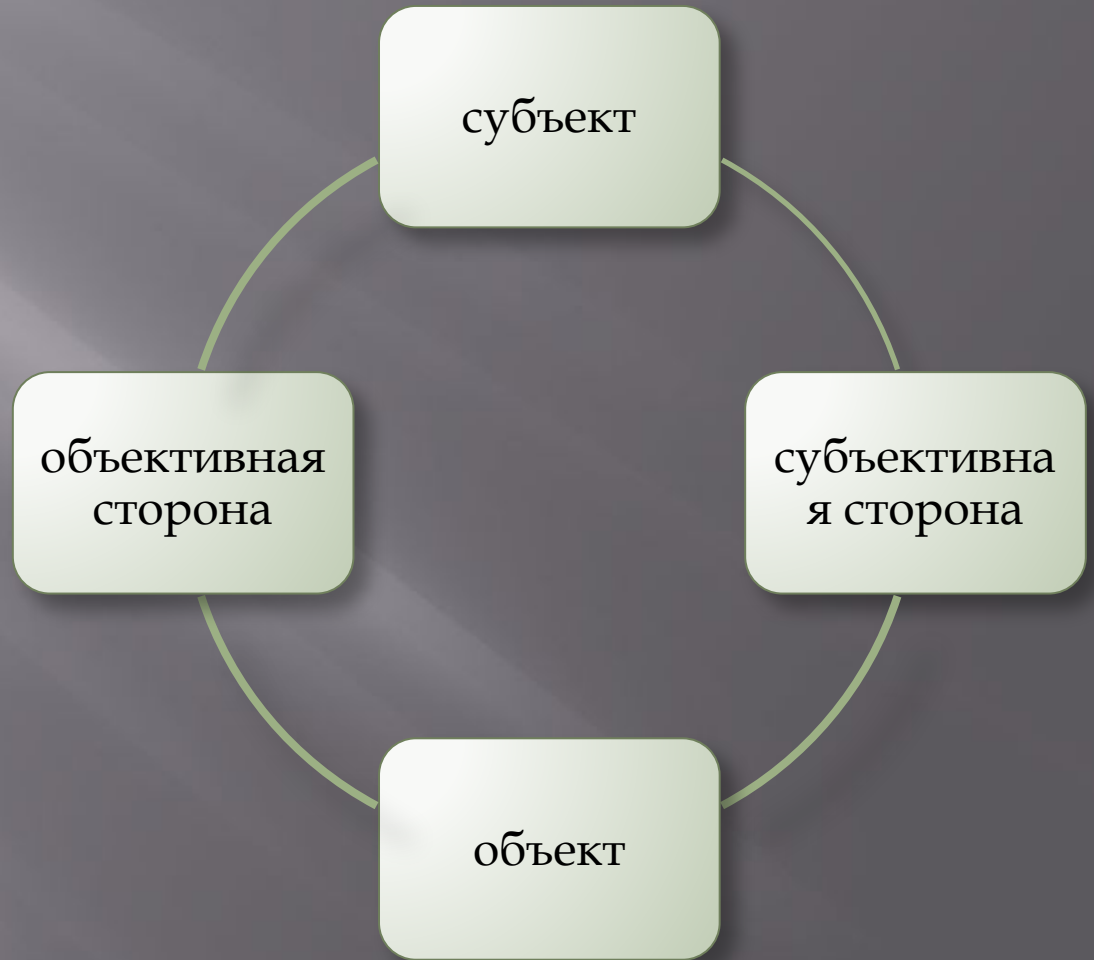 субъект
объективная
сторона
субъективна
я сторона
объект